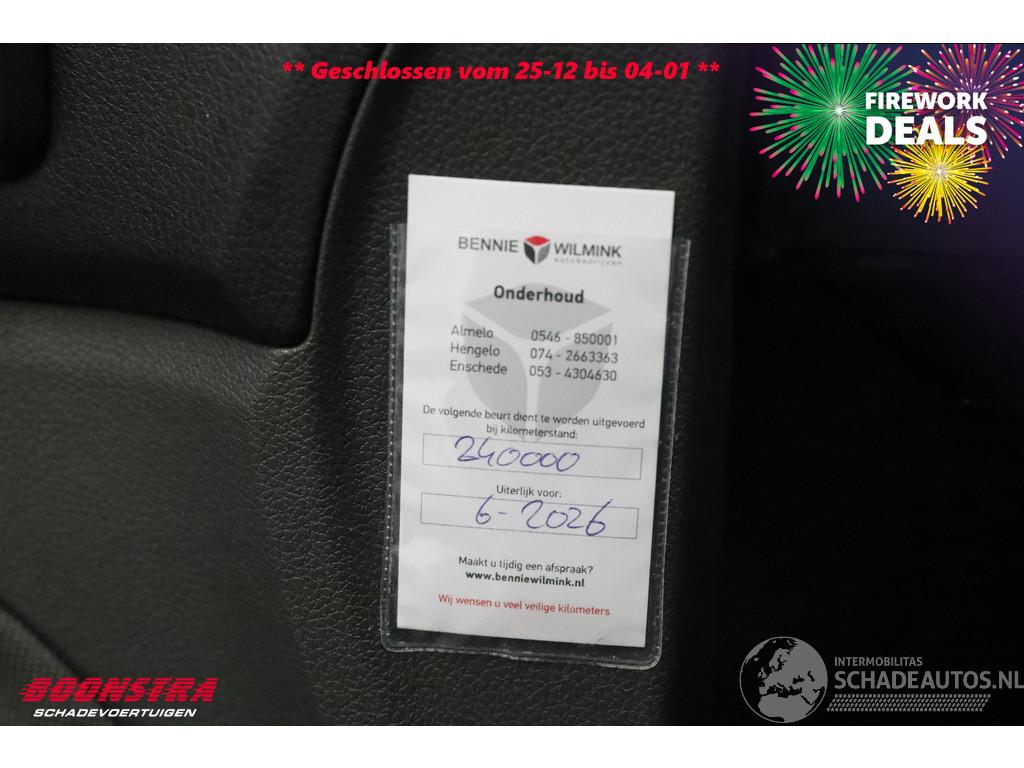 ** Geschlossen vom 25-12 bis 04-01 **
FIREWORK
DEALS
BENNIE WILMINK
autobedrijven
Onderhoud
Almelo 0546 - 850001
Hengelo 074 - 2663363
Enschede 053 - 4304630
De volgende beurt dient te worden uitgevoerd
bij kilometerstand:
240000
Uiterlijk voor:
6-2026
Maakt u tijdig een afspraak?
www.benniewilmink.nl
Wij wensen u veel veilige kilometers
BOONSTRA
SCHADEVOERTUIGEN
INTERMOBILITAS
SCHADEAUTOS.NL